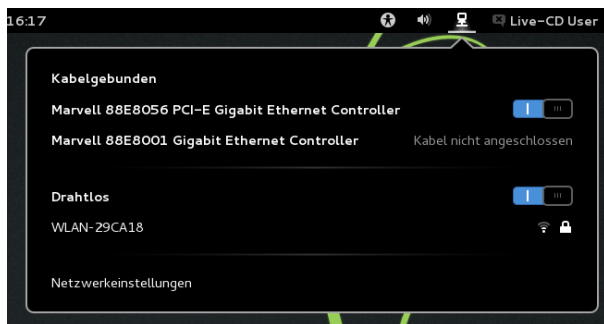 16:17 Live-CD User
Kabelgebunden
Marvell 88E8056 PCI-E Gigabit Ethernet Controller
Marvell 88E8001 Gigabit Ethernet Controller Kabel nicht angeschlossen
Drahtlos
WLAN-29CA18
Netzwerkeinstellungen